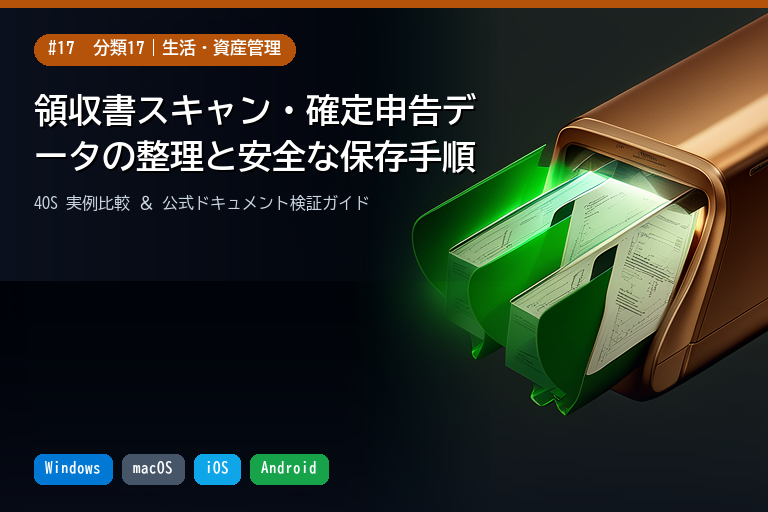 #17 分類17｜生活・資産管理
領収書スキャン・確定申告デ
ータの整理と安全な保存手順
4OS 実例比較 ＆ 公式ドキュメント検証ガイド
Windows macOS iOS Android